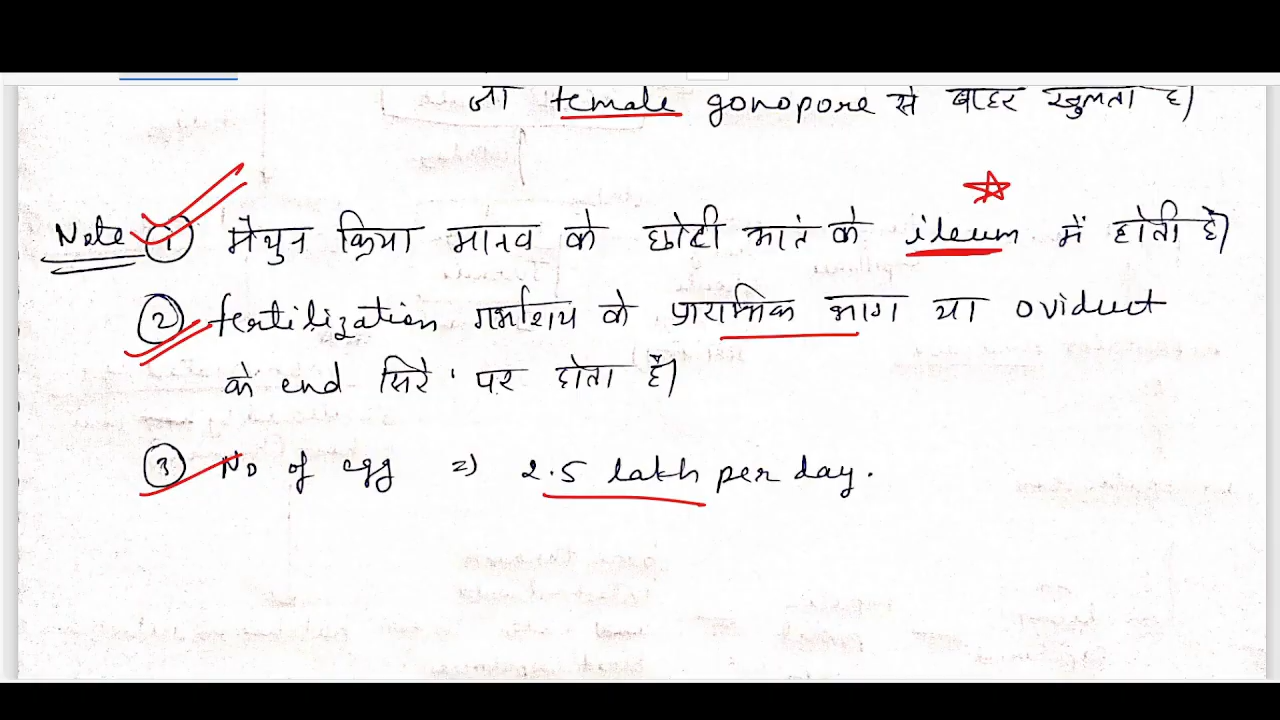 जो female gonopore से बाहर खुलता है।
Note ① मैथुन क्रिया मानव के छोटी आंत के ileum में होती है।
② fertilization गर्भाशय के प्रारम्भिक भाग या oviduct
के end सिरे पर होता है।
③ No of egg => 2.5 lakh per day.